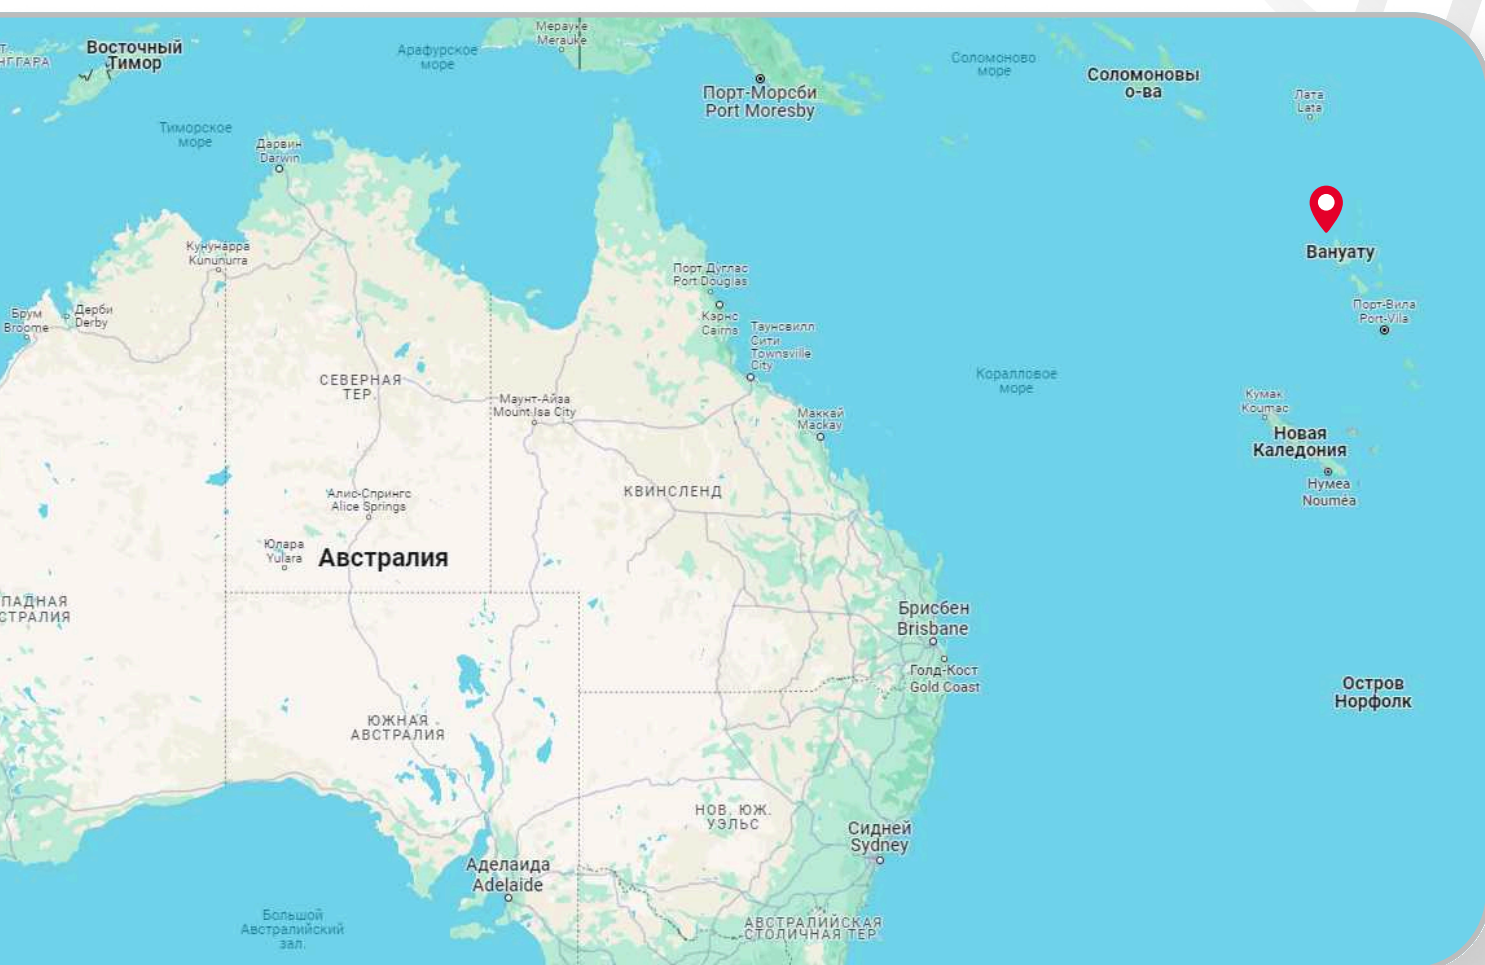 НГГАРА
Восточный
Тимор
Арафурское
море
Мерауке
Merauke
Порт-Морсби
Port Moresby
Соломоново
море
Соломоновы
о-ва
Лата
Lata
Тиморское
море
Дарвин
Darwin
Кунунарра
Kununurra
Вануату
Порт Дуглас
Port Douglas
Кэрнс
Cairns
Таунсвилл
Сити
Townsville
City
Порт-Вила
Port-Vila
Брум
Broome
Дерби
Derby
СЕВЕРНАЯ
ТЕР.
Маунт-Айза
Mount Isa City
Маккай
Mackay
Коралловое
море
Кумак
Koumac
Новая
Каледония
Нумеа
Nouméa
КВИНСЛЕНД
Алис-Спрингс
Alice Springs
Юлара
Yulara
Австралия
ПАДНАЯ
СТРАЛИЯ
Брисбен
Brisbane
Голд-Кост
Gold Coast
Остров
Норфолк
ЮЖНАЯ
АВСТРАЛИЯ
НОВ. ЮЖ.
УЭЛЬС
Сидней
Sydney
Аделаида
Adelaide
Большой
Австралийский
зал.
АВСТРАЛИЙСКАЯ
СТОЛИЧНАЯ ТЕР.